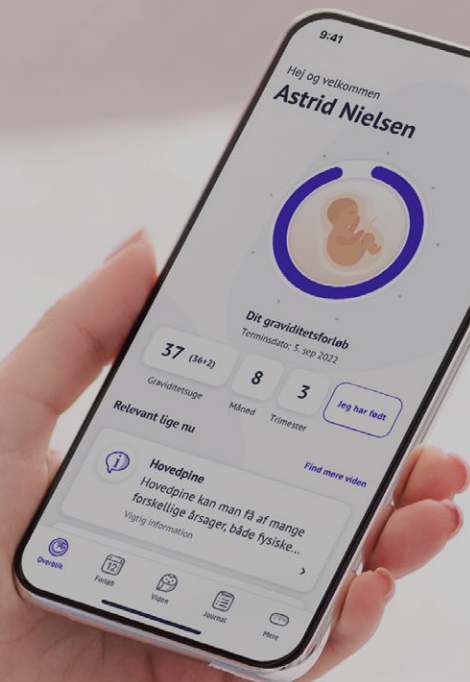 9:41
Hej og velkommen
Astrid Nielsen
Dit graviditetsforløb
Terminsdato: 5. sep 2022
37 (36+2)
8
3
Jeg har født
Graviditetsuge
Måned
Trimester
Relevant lige nu
Find mere viden
Hovedpine
Hovedpine kan man få af mange
forskellige årsager, både fysiske...
Vigrig information
Overblik
12
Forløb
Viden
Journal
Mere